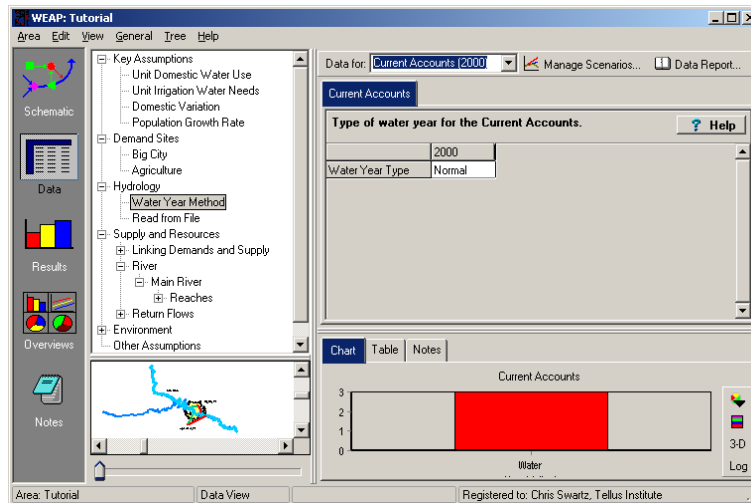 WEAP: Tutorial
Area Edit View General Tree Help
Schematic
Data
Results
Overviews
Notes
Key Assumptions
Unit Domestic Water Use
Unit Irrigation Water Needs
Domestic Variation
Population Growth Rate
Demand Sites
Big City
Agriculture
Hydrology
Water Year Method
Read from File
Supply and Resources
Linking Demands and Supply
River
Main River
Reaches
Return Flows
Environment
Other Assumptions
Data for: Current Accounts (2000) Manage Scenarios... Data Report...
Current Accounts
Type of water year for the Current Accounts. ? Help
2000
Water Year Type Normal
Chart Table Notes
Current Accounts
3
2
1
0
Water
3-D
Log
Area: Tutorial Data View Registered to: Chris Swartz, Tellus Institute